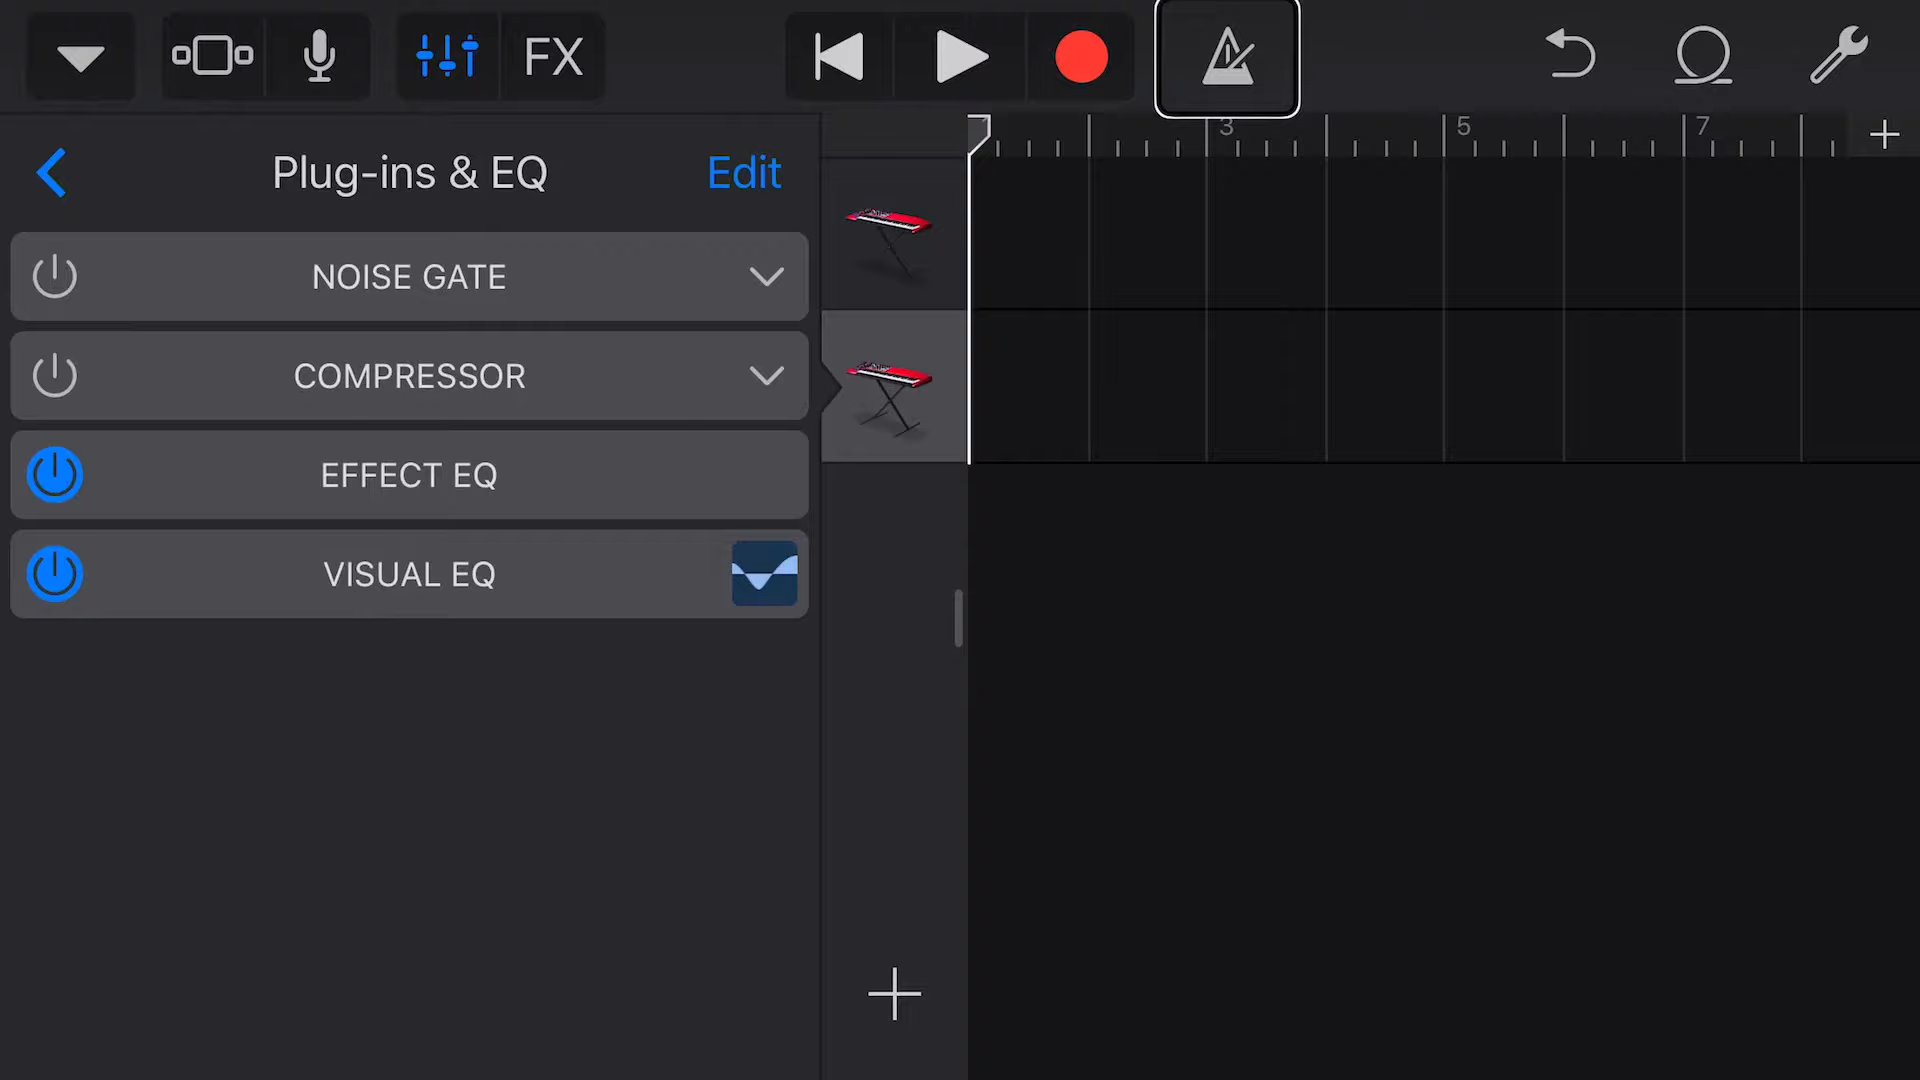 FX
3
5
7
Plug-ins & EQ
Edit
NOISE GATE
COMPRESSOR
EFFECT EQ
VISUAL EQ